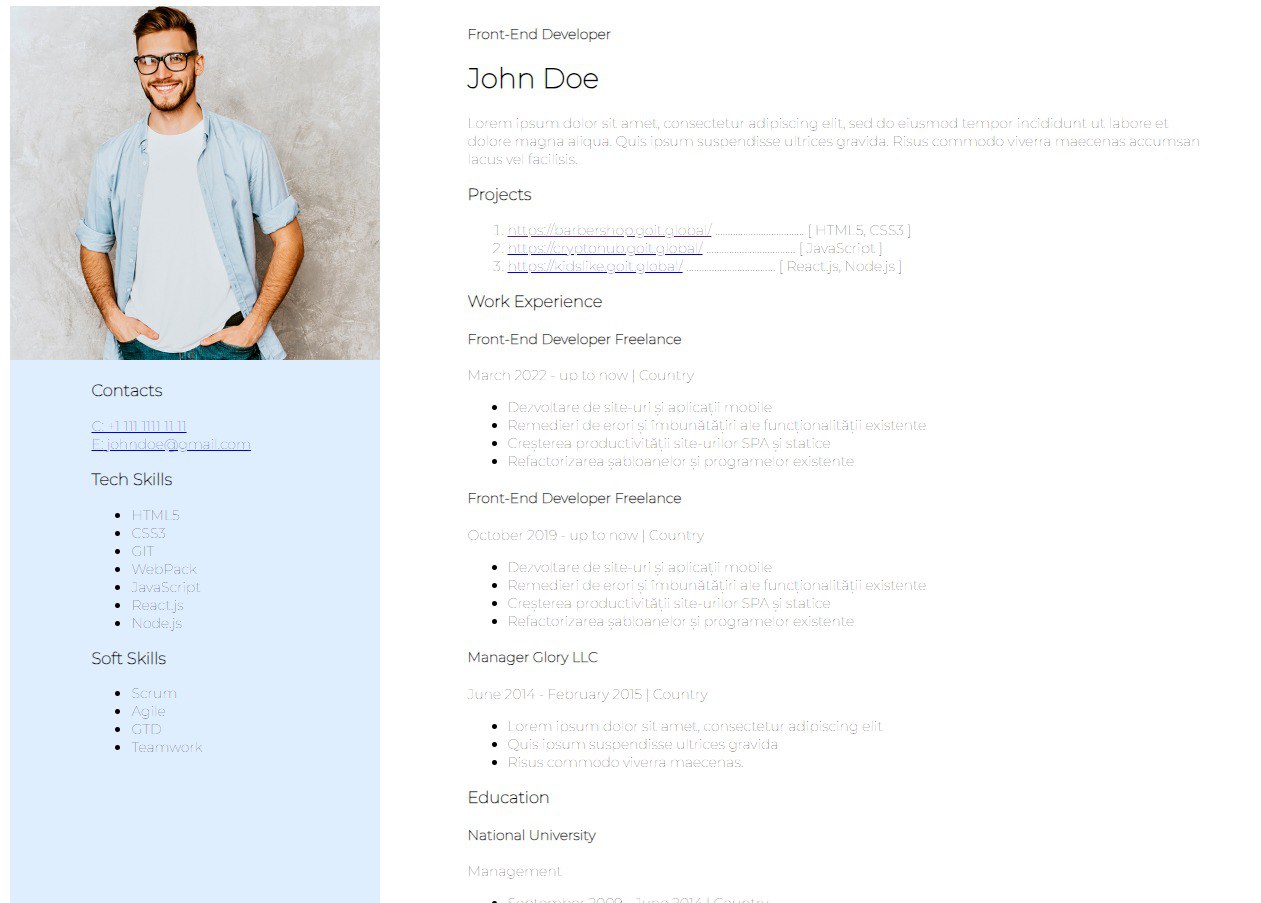 Front-End Developer
John Doe
Lorem ipsum dolor sit amet, consectetur adipiscing elit, sed do eiusmod tempor incididunt ut labore et
dolore magna aliqua. Quis ipsum suspendisse ultrices gravida. Risus commodo viverra maecenas accumsan
lacus vel facilisis.
Projects
1. https://barbershop.goit.global/ .................................... [ HTML5, CSS3 ]
2. https://cryptohub.goit.global/ .................................... [ JavaScript ]
3. https://kidslike.goit.global/ .................................... [ React.js, Node.js ]
Work Experience
Front-End Developer Freelance
March 2022 - up to now | Country
• Dezvoltare de site-uri și aplicații mobile
• Remedieri de erori și îmbunătățiri ale funcționalității existente
• Creșterea productivității site-urilor SPA și statice
• Refactorizarea șabloanelor și programelor existente
Front-End Developer Freelance
October 2019 - up to now | Country
• Dezvoltare de site-uri și aplicații mobile
• Remedieri de erori și îmbunătățiri ale funcționalității existente
• Creșterea productivității site-urilor SPA și statice
• Refactorizarea șabloanelor și programelor existente
Manager Glory LLC
June 2014 - February 2015 | Country
• Lorem ipsum dolor sit amet, consectetur adipiscing elit
• Quis ipsum suspendisse ultrices gravida
• Risus commodo viverra maecenas.
Education
National University
Management
• September 2009 - June 2014 | Country
Contacts
C: +1 111 1111 11 11
E: johndoe@gmail.com
Tech Skills
• HTML5
• CSS3
• GIT
• WebPack
• JavaScript
• React.js
• Node.js
Soft Skills
• Scrum
• Agile
• GTD
• Teamwork